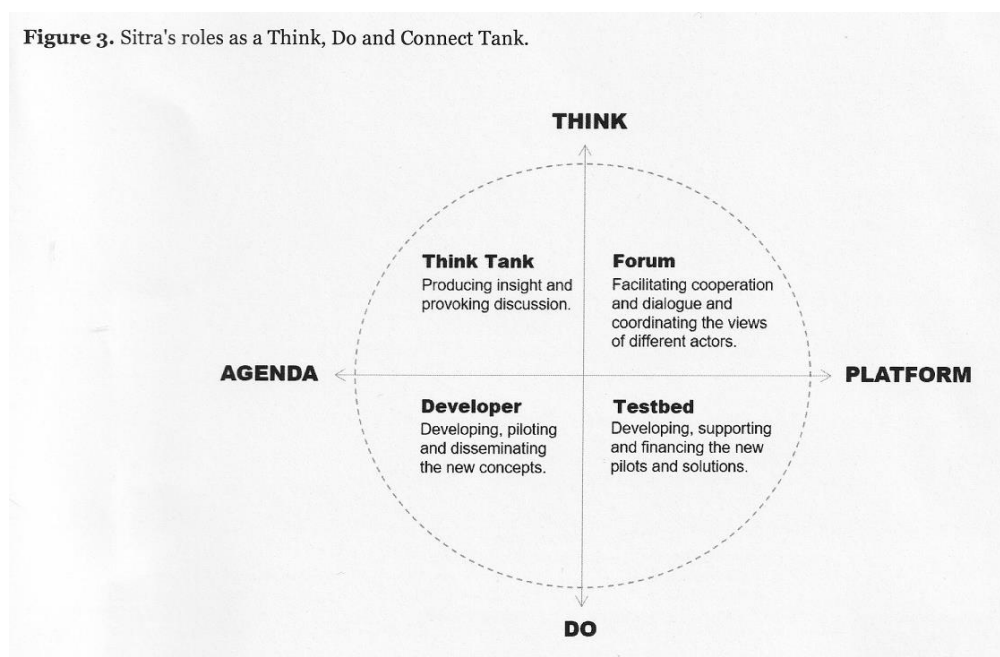 Figure 3. Sitra's roles as a Think, Do and Connect Tank.
THINK
Think Tank
Producing insight and
provoking discussion.
Forum
Facilitating cooperation
and dialogue and
coordinating the views
of different actors.
AGENDA
PLATFORM
Developer
Developing, piloting
and disseminating
the new concepts.
Testbed
Developing, supporting
and financing the new
pilots and solutions.
DO